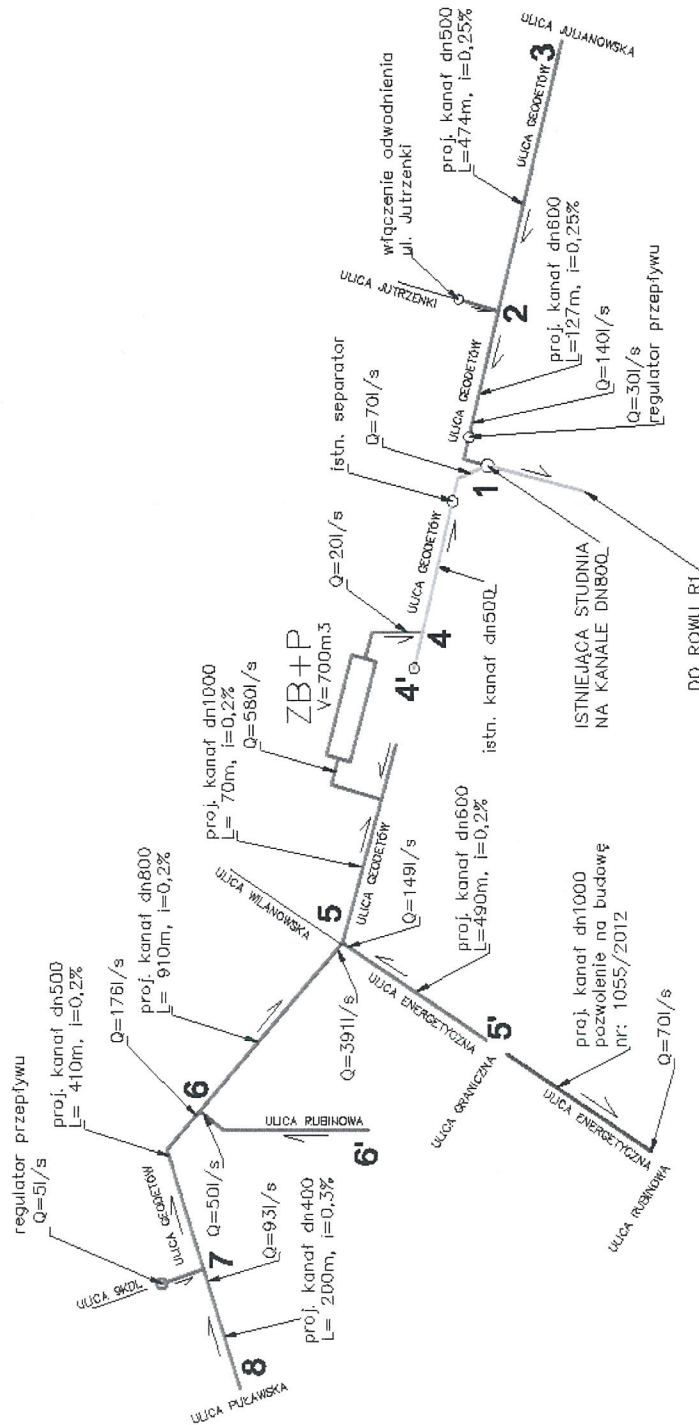 regulator przepływu
Q=5l/s
ULICA 9KDL
proj. kanał dn500
L= 410m, i=0,2%
Q=176l/s
ULICA GEODETÓW
7
Q=50l/s
Q=93l/s
proj. kanał dn400
L= 200m, i=0,3%
8
ULICA PUŁAWSKA
6
proj. kanał dn800
L= 910m, i=0,2%
ULICA RUBINOWA
6'
Q=391l/s
5
ULICA WILANOWSKA
proj. kanał dn1000
L= 70m, i=0,2%
Q=580l/s
ULICA GEODETÓW
Q=149l/s
proj. kanał dn600
L=490m, i=0,2%
ULICA ENERGETYCZNA
5'
ULICA GRANICZNA
proj. kanał dn1000
pozwolenie na budowę
nr: 1055/2012
ULICA ENERGETYCZNA
Q=70l/s
ULICA RUBINOWA
ZB+P
V=700m3
Q=20l/s
4'
4
ULICA GEODETÓW
istn. kanał dn500
istn. separator
Q=70l/s
1
ISTNIEJĄCA STUDNIA
NA KANALE DN800
DO ROWU R1
ULICA GEODETÓW
Q=30l/s
regulator przepływu
Q=140l/s
proj. kanał dn600
L=127m, i=0,25%
2
ULICA JUTRZENKI
włączenie odwodnienia
ul. Jutrzenki
proj. kanał dn500
L=474m, i=0,25%
ULICA GEODETÓW
3
ULICA JULIANOWSKA